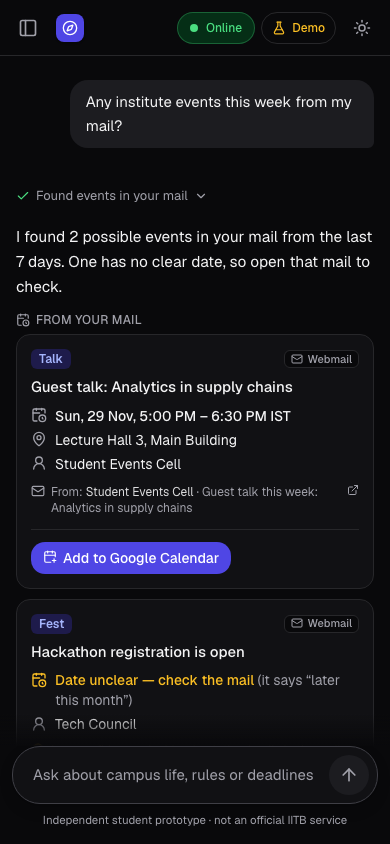 Online
Demo
Any institute events this week from my
mail?
Found events in your mail
I found 2 possible events in your mail from the last
7 days. One has no clear date, so open that mail to
check.
FROM YOUR MAIL
Talk
Webmail
Guest talk: Analytics in supply chains
Sun, 29 Nov, 5:00 PM – 6:30 PM IST
Lecture Hall 3, Main Building
Student Events Cell
From: Student Events Cell · Guest talk this week:
Analytics in supply chains
Add to Google Calendar
Fest
Webmail
Hackathon registration is open
Date unclear — check the mail (it says “later
this month”)
Tech Council
Ask about campus life, rules or deadlines
Independent student prototype · not an official IITB service